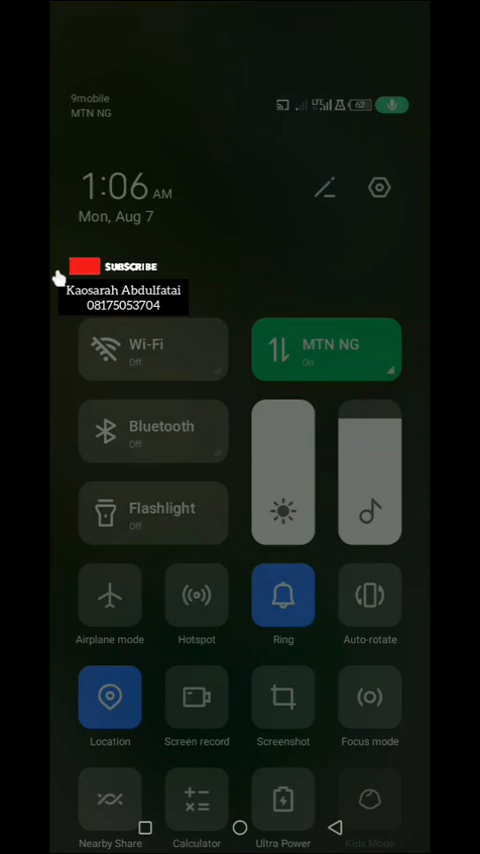 9mobile
MTN NG
LTE
62
1:06 AM
Mon, Aug 7
SUBSCRIBE
Kaosarah Abdulfatai
08175053704
Wi-Fi
Off
MTN NG
On
Bluetooth
Off
Flashlight
Off
Airplane mode
Hotspot
Ring
Auto-rotate
Location
Screen record
Screenshot
Focus mode
Nearby Share
Calculator
Ultra Power
Kids Mode